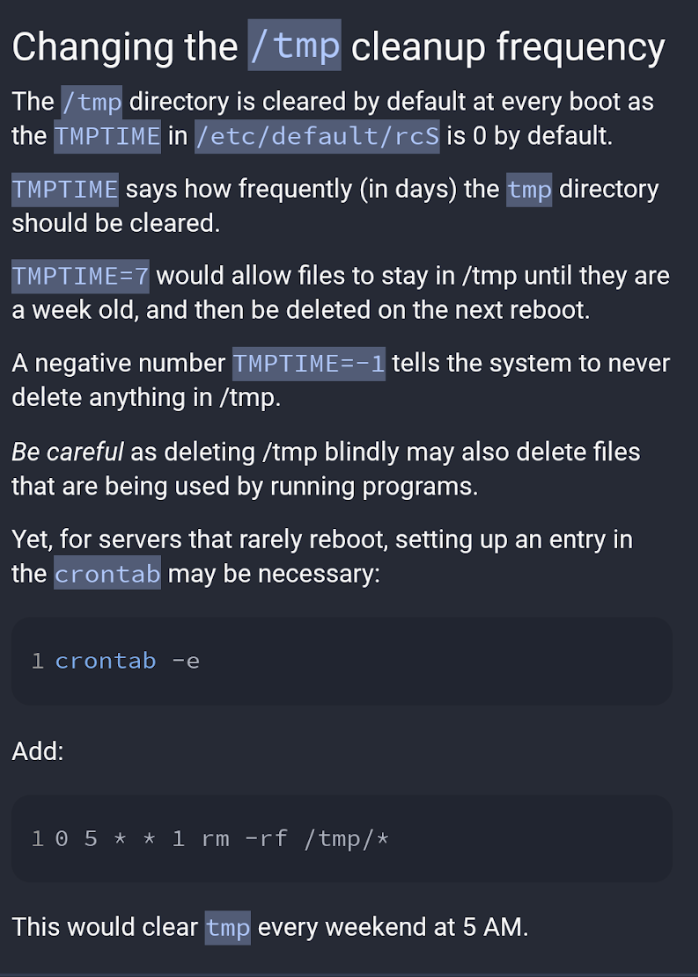 Changing the /tmp cleanup frequency
The /tmp directory is cleared by default at every boot as
the TMPTIME in /etc/default/rcS is 0 by default.
TMPTIME says how frequently (in days) the tmp directory
should be cleared.
TMPTIME=7 would allow files to stay in /tmp until they are
a week old, and then be deleted on the next reboot.
A negative number TMPTIME=-1 tells the system to never
delete anything in /tmp.
Be careful as deleting /tmp blindly may also delete files
that are being used by running programs.
Yet, for servers that rarely reboot, setting up an entry in
the crontab may be necessary:
1 crontab -e
Add:
1 0 5 * * 1 rm -rf /tmp/*
This would clear tmp every weekend at 5 AM.